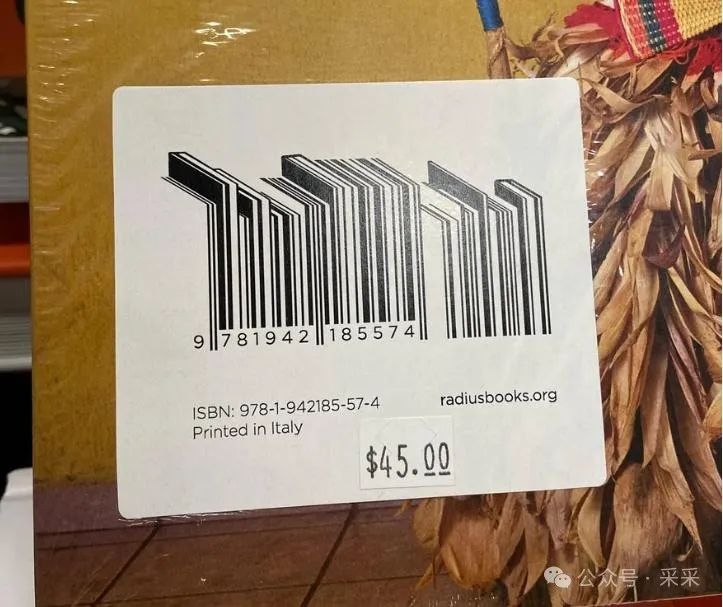 9 781942 185574
ISBN: 978-1-942185-57-4
radiusbooks.org
Printed in Italy
$45.00
公众号·采采